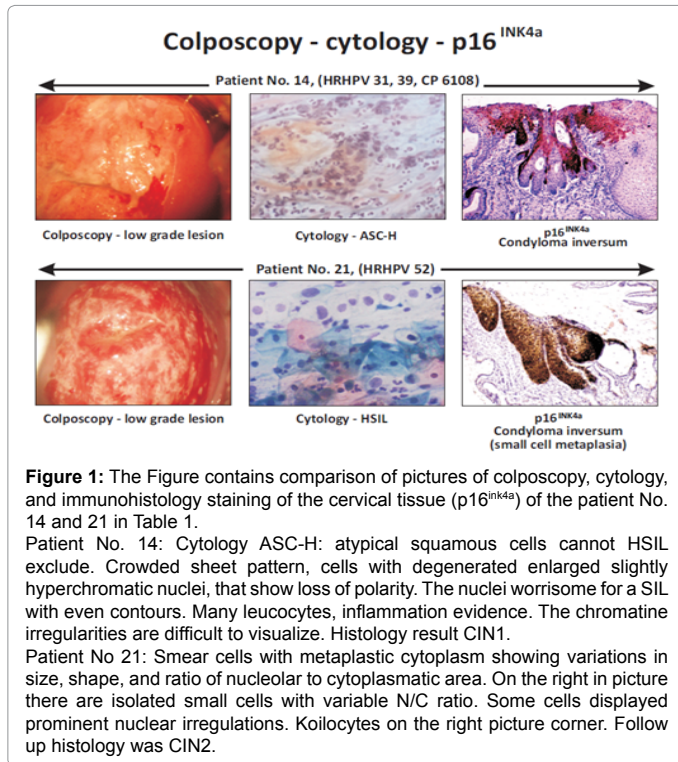 Colposcopy - cytology - p16 INK4a
Patient No. 14, (HRHPV 31, 39, CP 6108)
Colposcopy - low grade lesion
Cytology - ASC-H
p16INK4a
Condyloma inversum
Patient No. 21, (HRHPV 52)
Colposcopy - low grade lesion
Cytology - HSIL
p16INK4a
Condyloma inversum
(small cell metaplasia)
Figure 1: The Figure contains comparison of pictures of colposcopy, cytology,
and immunohistology staining of the cervical tissue (p16ink4a) of the patient No.
14 and 21 in Table 1.
Patient No. 14: Cytology ASC-H: atypical squamous cells cannot HSIL
exclude. Crowded sheet pattern, cells with degenerated enlarged slightly
hyperchromatic nuclei, that show loss of polarity. The nuclei worrisome for a SIL
with even contours. Many leucocytes, inflammation evidence. The chromatine
irregularities are difficult to visualize. Histology result CIN1.
Patient No 21: Smear cells with metaplastic cytoplasm showing variations in
size, shape, and ratio of nucleolar to cytoplasmatic area. On the right in picture
there are isolated small cells with variable N/C ratio. Some cells displayed
prominent nuclear irregulations. Koilocytes on the right picture corner. Follow
up histology was CIN2.